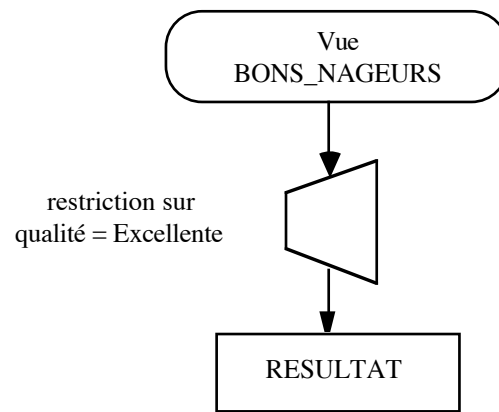 Vue
BONS_NAGEURS
restriction sur
qualité = Excellente
RESULTAT